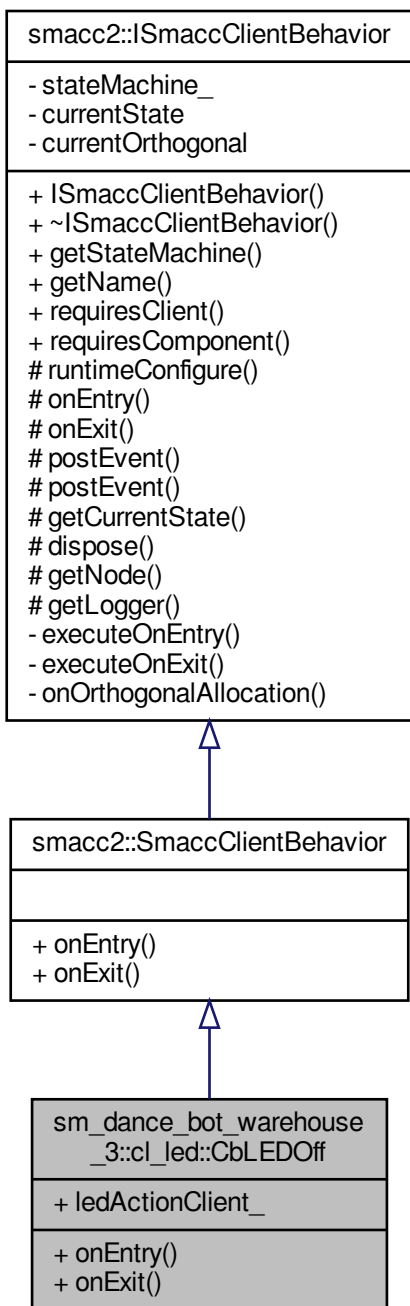 smacc2::ISmaccClientBehavior
- stateMachine_
- currentState
- currentOrthogonal
+ ISmaccClientBehavior()
+ ~ISmaccClientBehavior()
+ getStateMachine()
+ getName()
+ requiresClient()
+ requiresComponent()
# runtimeConfigure()
# onEntry()
# onExit()
# postEvent()
# postEvent()
# getCurrentState()
# dispose()
# getNode()
# getLogger()
- executeOnEntry()
- executeOnExit()
- onOrthogonalAllocation()
smacc2::SmaccClientBehavior
+ onEntry()
+ onExit()
sm_dance_bot_warehouse
_3::cl_led::CbLEDOff
+ ledActionClient_
+ onEntry()
+ onExit()